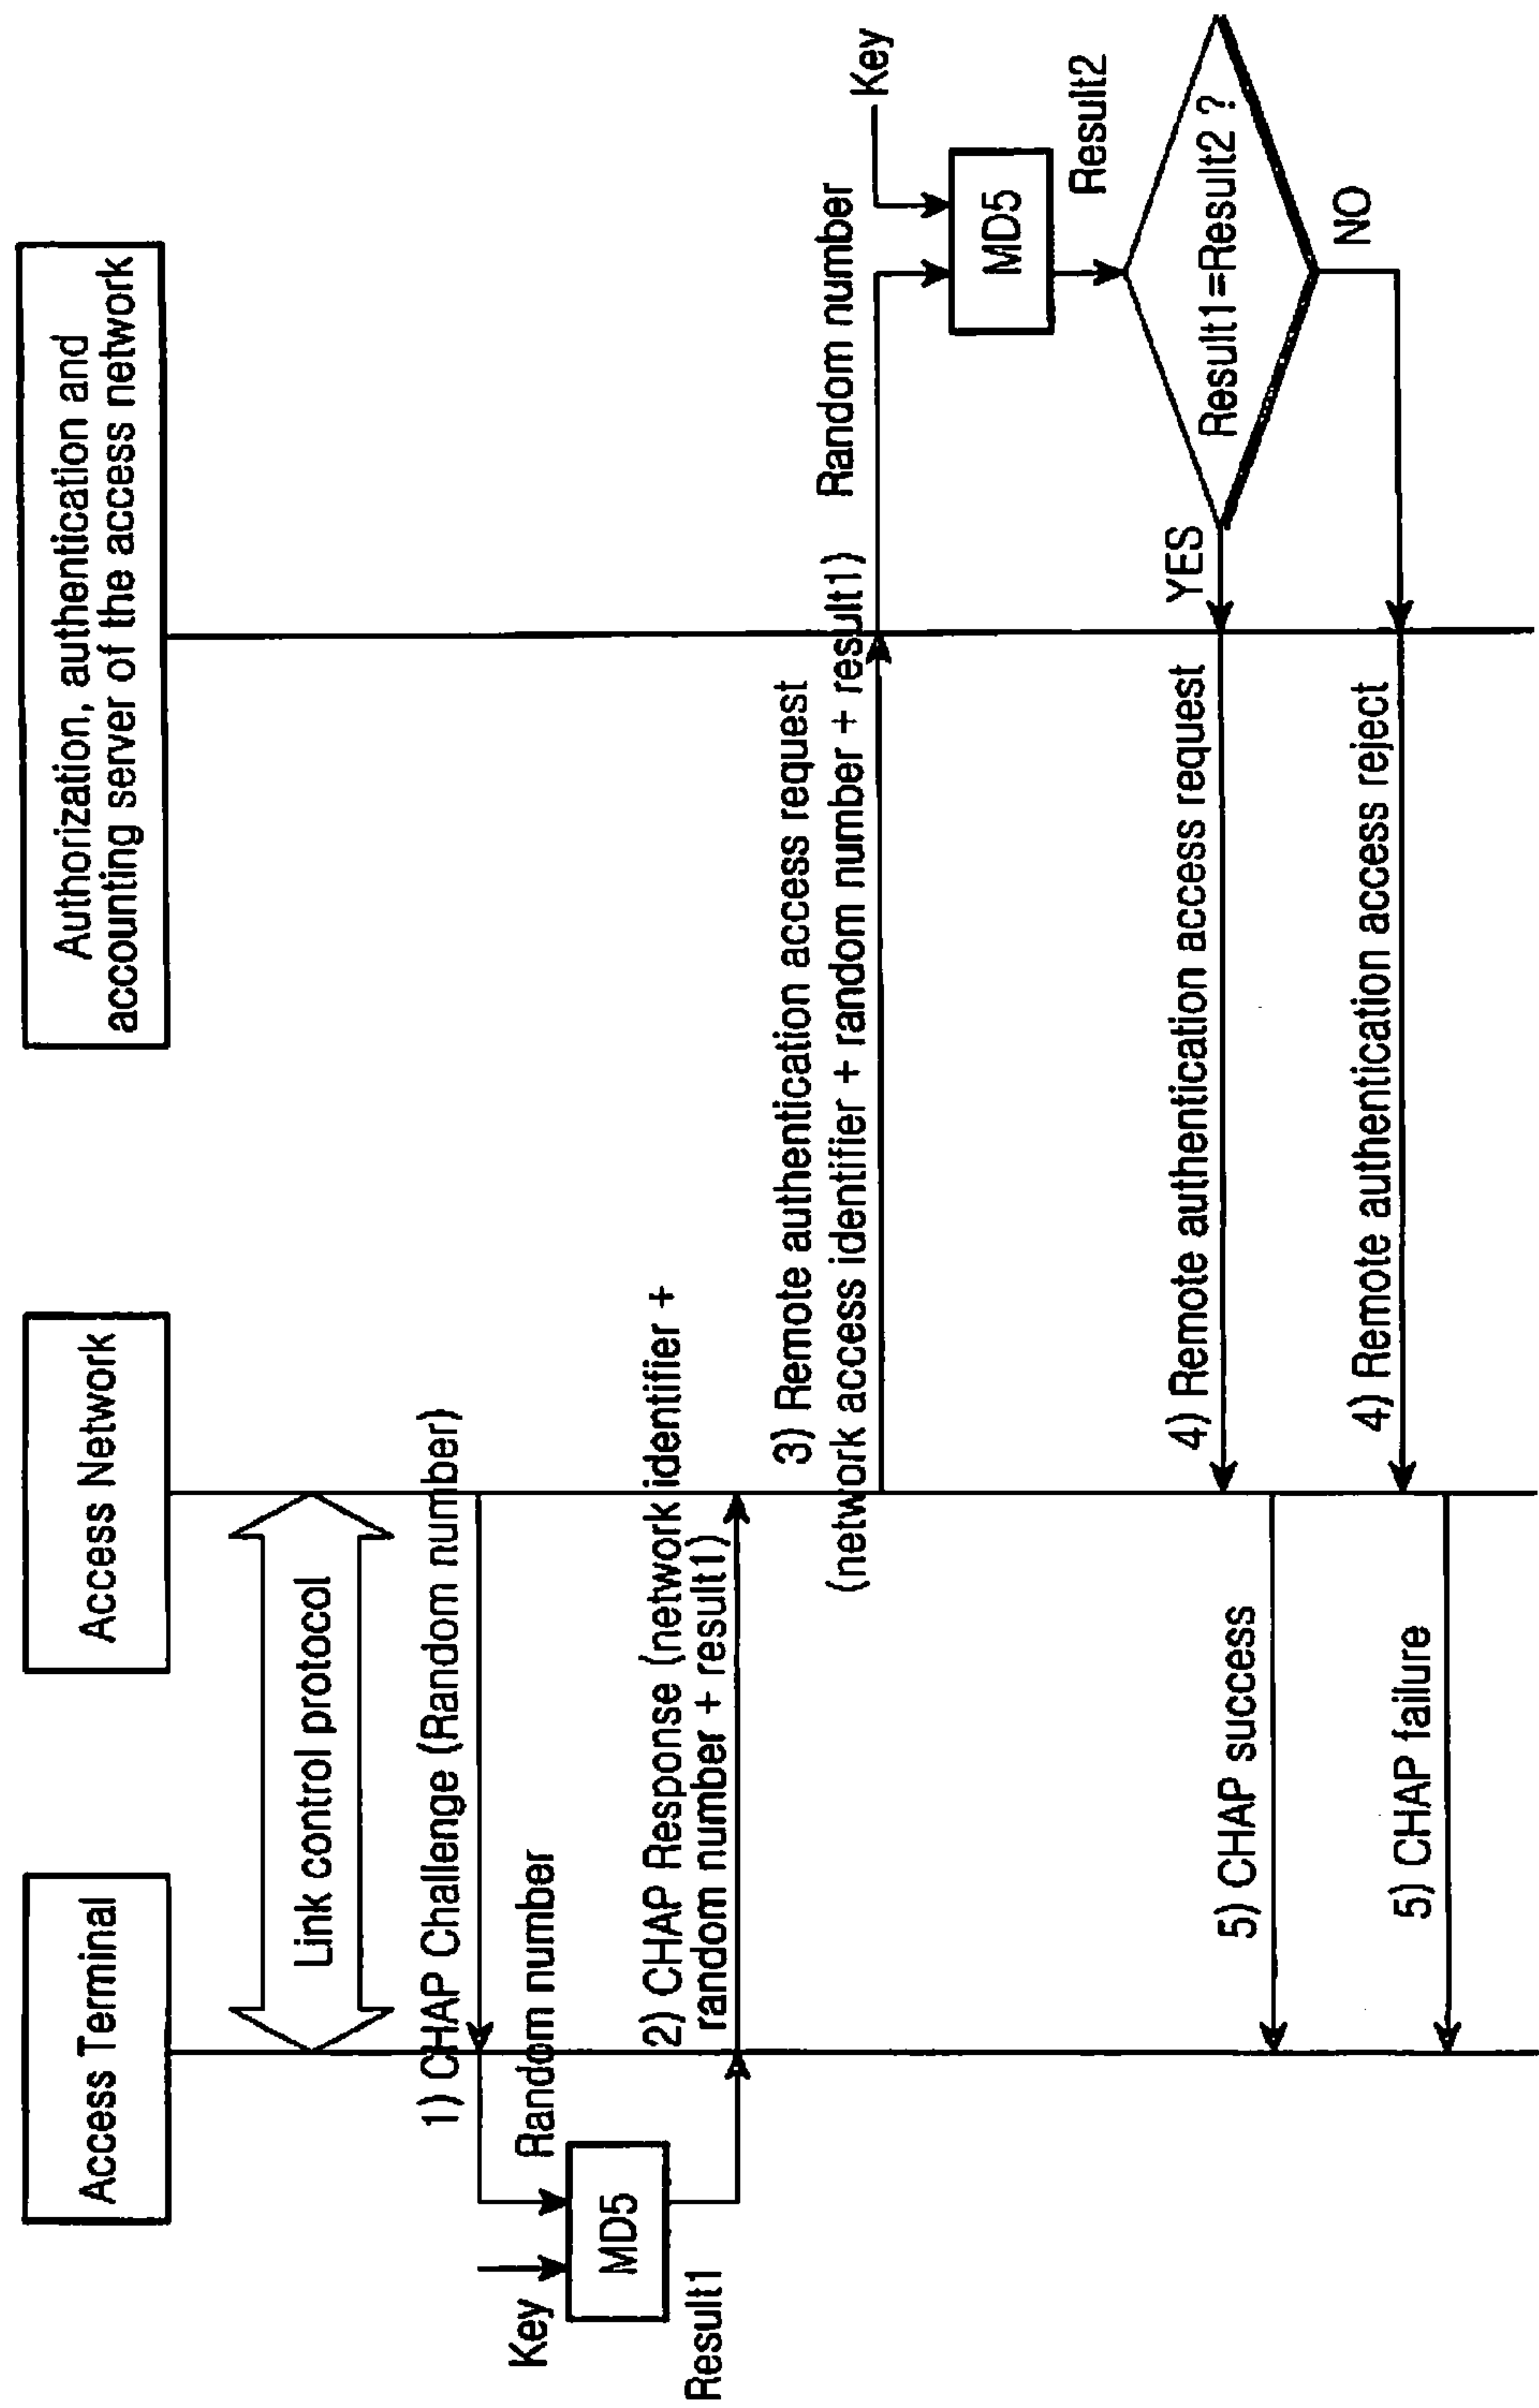 Access Terminal
Access Network
Authorization, authentication and
accounting server of the access network
Link control protocol
1) CHAP Challenge (Random number)
Random number
Key
MD5
Result1
2) CHAP Response (network identifier +
random number + result1)
3) Remote authentication access request
(network access identifier + random number + result1)
Random number
Key
MD5
Result2
Result1=Result2 ?
YES
NO
4) Remote authentication access request
5) CHAP success
4) Remote authentication access reject
5) CHAP failure